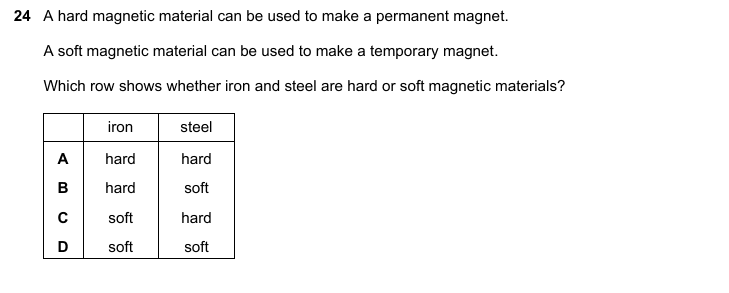 24 A hard magnetic material can be used to make a permanent magnet.
A soft magnetic material can be used to make a temporary magnet.
Which row shows whether iron and steel are hard or soft magnetic materials?
iron steel
A hard hard
B hard soft
C soft hard
D soft soft